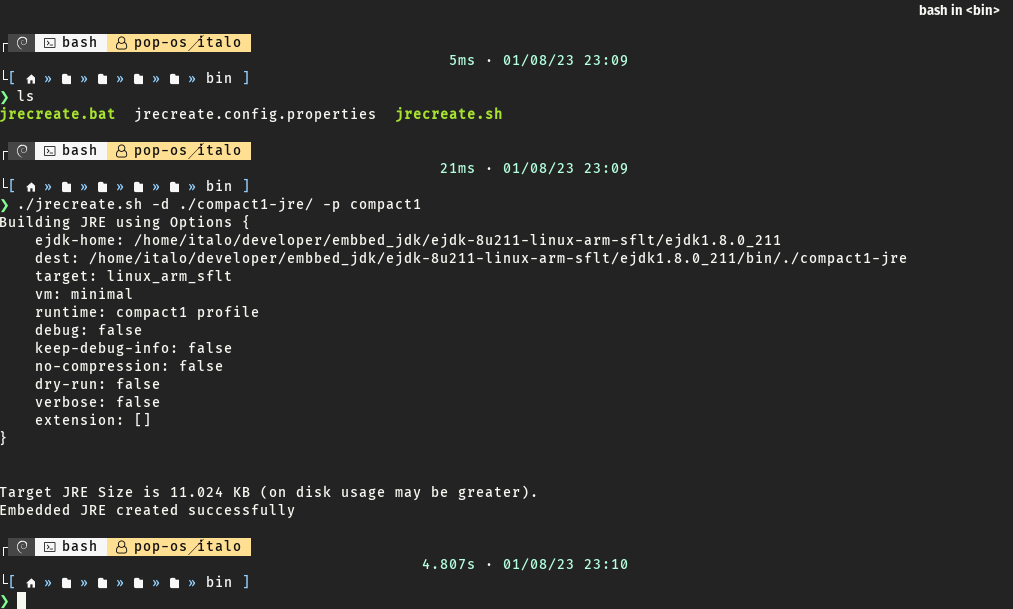 bash in <bin>
bash pop-os/italo
5ms · 01/08/23 23:09
[ » » » » » bin ]
❯ ls
jrecreate.bat jrecreate.config.properties jrecreate.sh
bash pop-os/italo
21ms · 01/08/23 23:09
[ » » » » » bin ]
❯ ./jrecreate.sh -d ./compact1-jre/ -p compact1
Building JRE using Options {
    ejdk-home: /home/italo/developer/embbed_jdk/ejdk-8u211-linux-arm-sflt/ejdk1.8.0_211
    dest: /home/italo/developer/embbed_jdk/ejdk-8u211-linux-arm-sflt/ejdk1.8.0_211/bin/./compact1-jre
    target: linux_arm_sflt
    vm: minimal
    runtime: compact1 profile
    debug: false
    keep-debug-info: false
    no-compression: false
    dry-run: false
    verbose: false
    extension: []
}
Target JRE Size is 11.024 KB (on disk usage may be greater).
Embedded JRE created successfully
bash pop-os/italo
4.807s · 01/08/23 23:10
[ » » » » » bin ]
❯